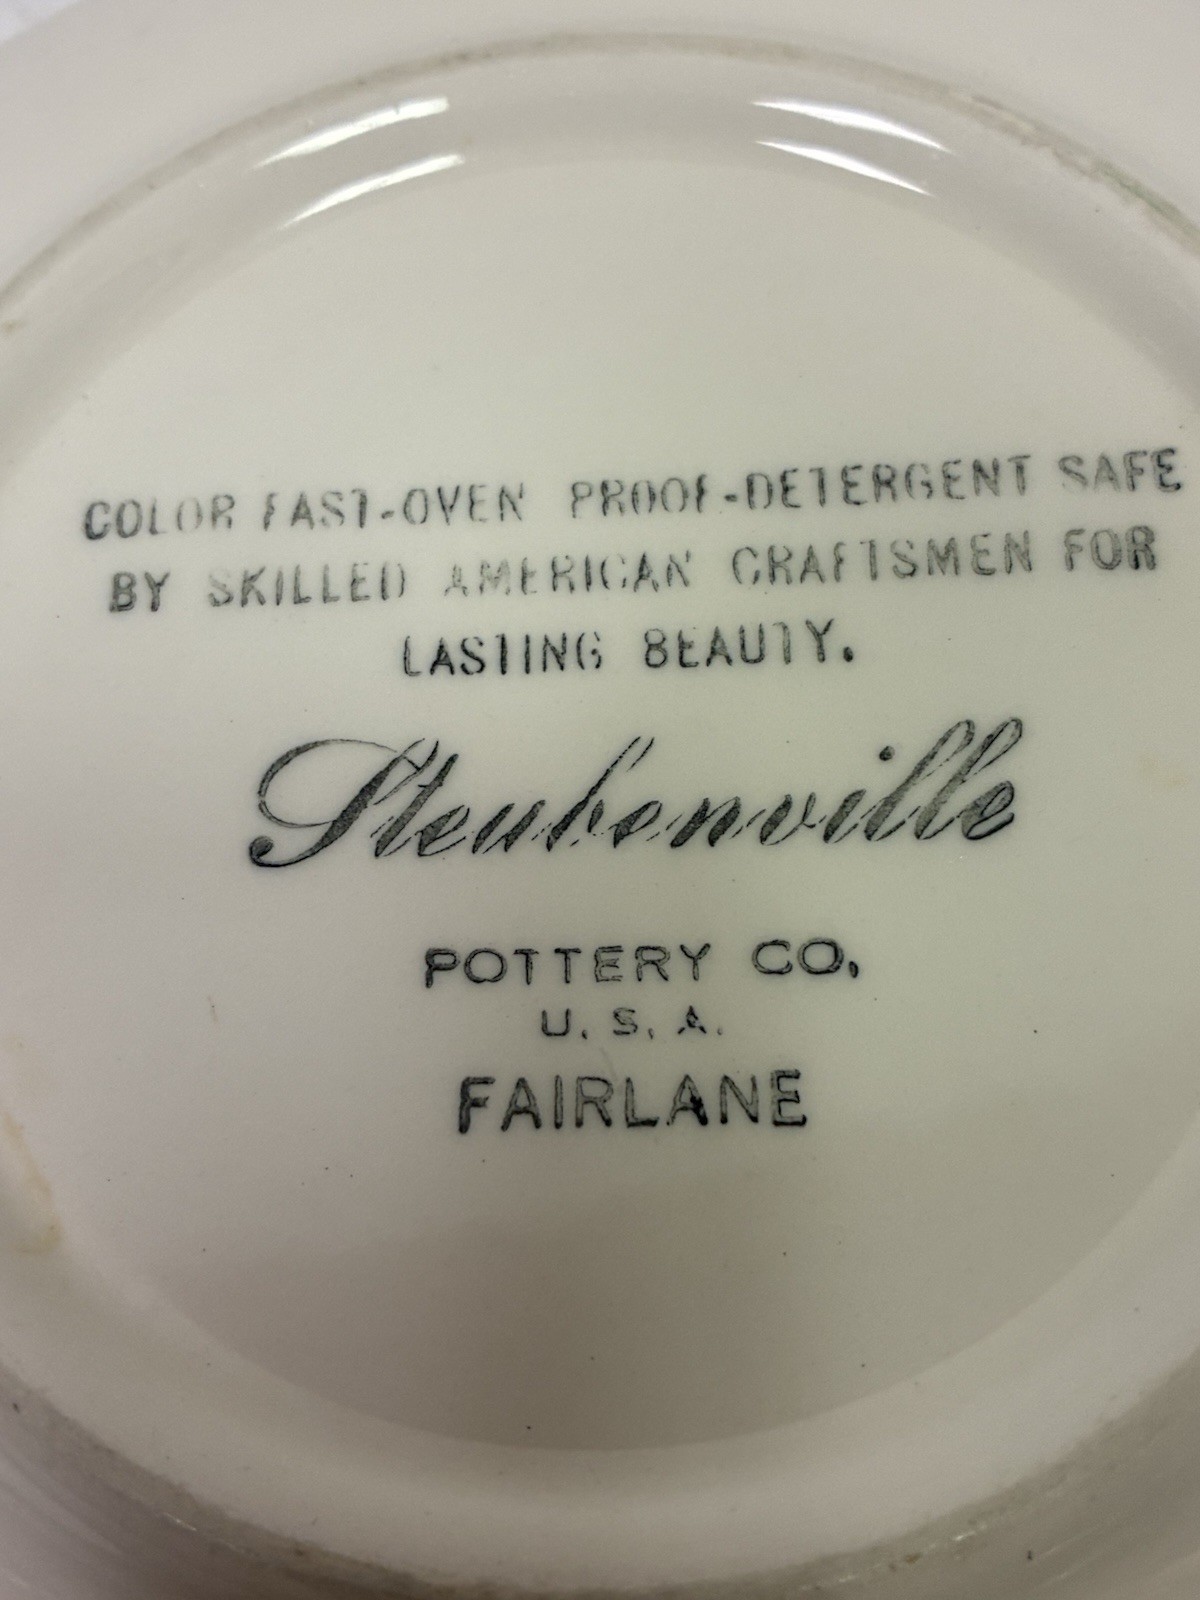 COLOR FAST-OVEN PROOF-DETERGENT SAFE
BY SKILLED AMERICAN CRAFTSMEN FOR
LASTING BEAUTY.
Steubenville
POTTERY CO.
U. S. A.
FAIRLANE